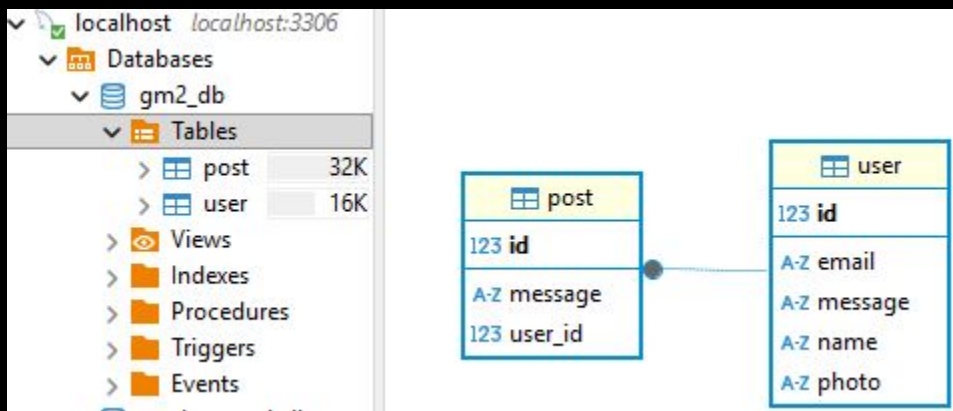 localhost localhost:3306
Databases
gm2_db
Tables
post 32K
user 16K
Views
Indexes
Procedures
Triggers
Events
post
123 id
A-Z message
123 user_id
user
123 id
A-Z email
A-Z message
A-Z name
A-Z photo